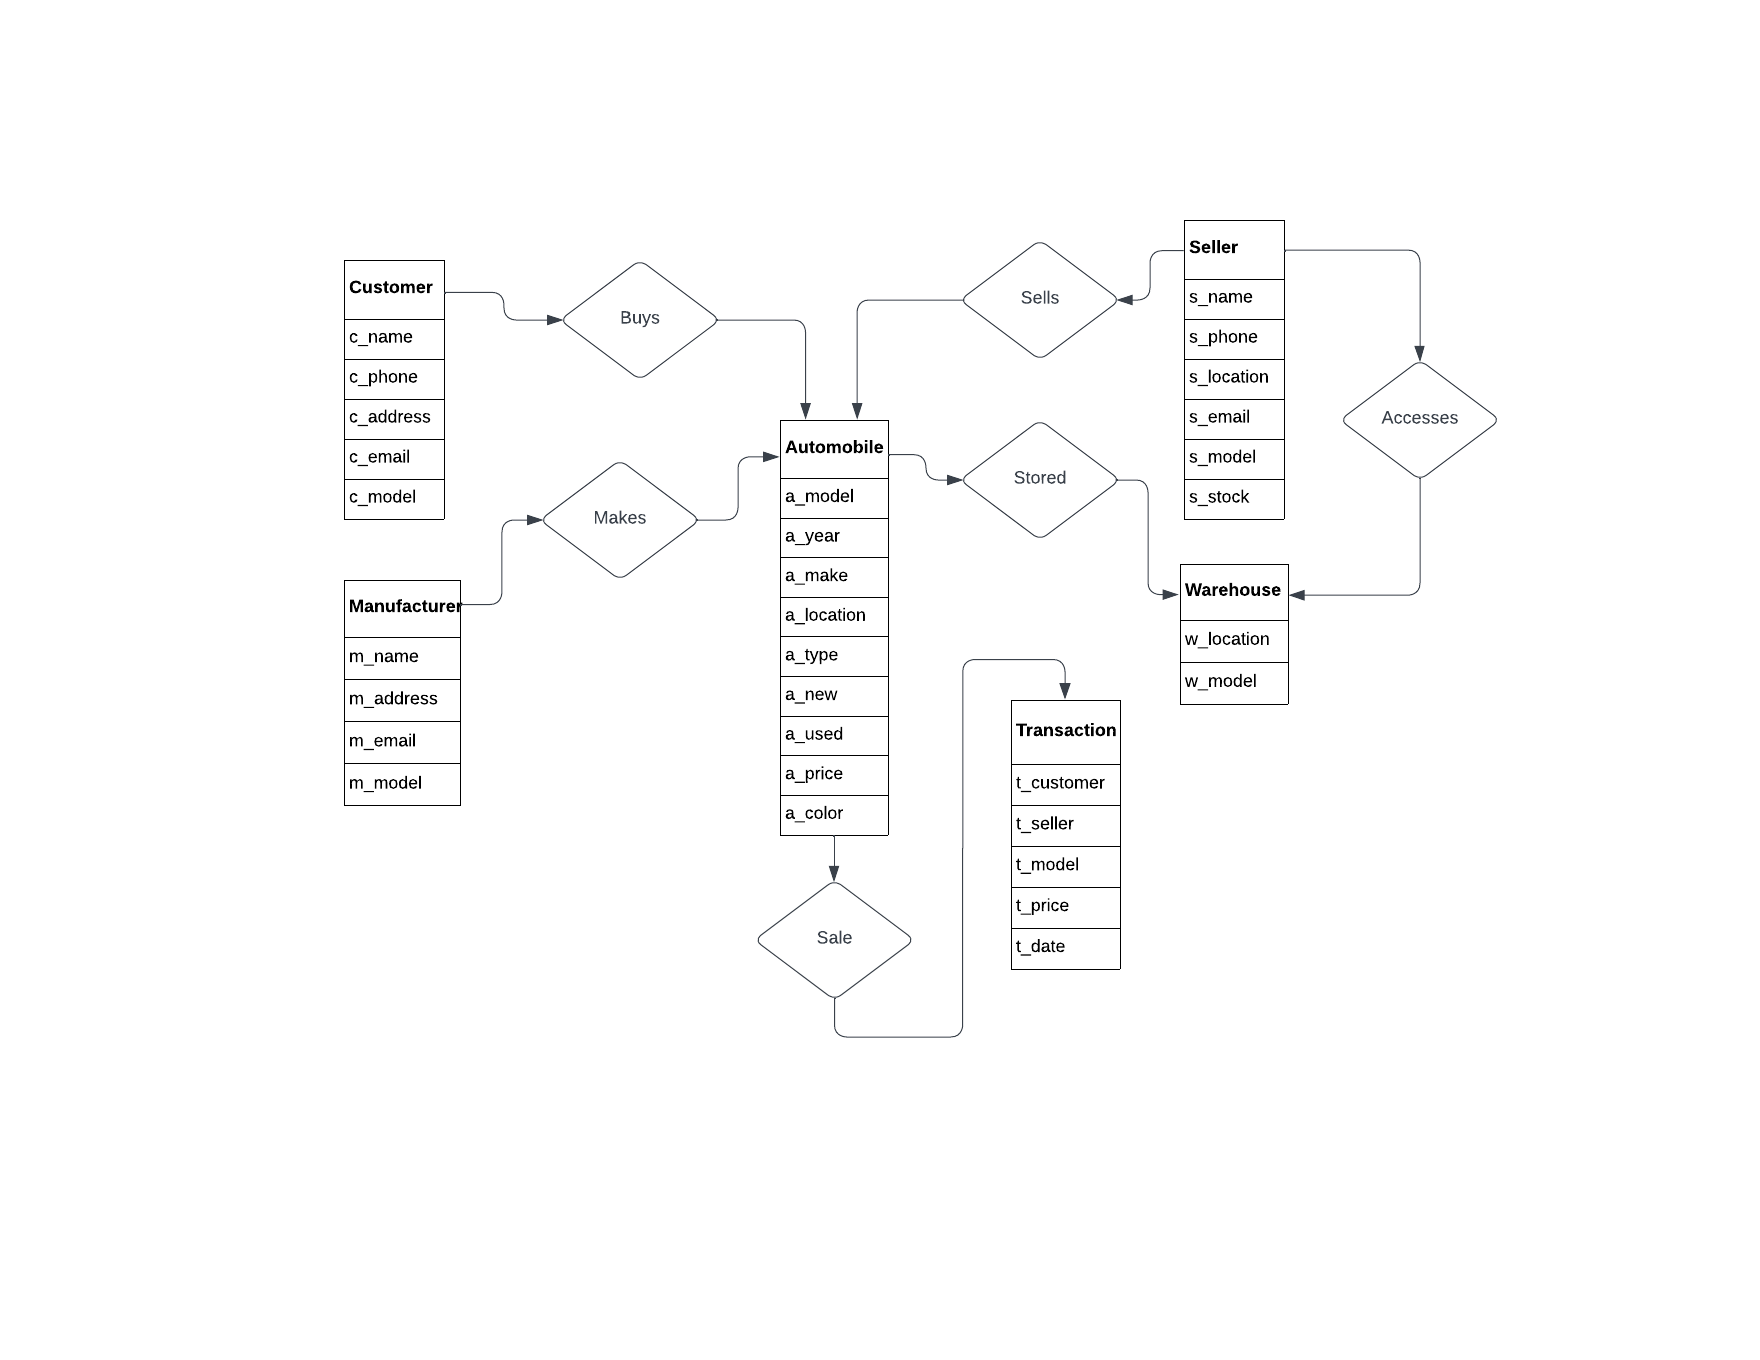 Customer
c_name
c_phone
c_address
c_email
c_model
Buys
Sells
Seller
s_name
s_phone
s_location
s_email
s_model
s_stock
Accesses
Manufacturer
m_name
m_address
m_email
m_model
Makes
Automobile
a_model
a_year
a_make
a_location
a_type
a_new
a_used
a_price
a_color
Stored
Warehouse
w_location
w_model
Transaction
t_customer
t_seller
t_model
t_price
t_date
Sale